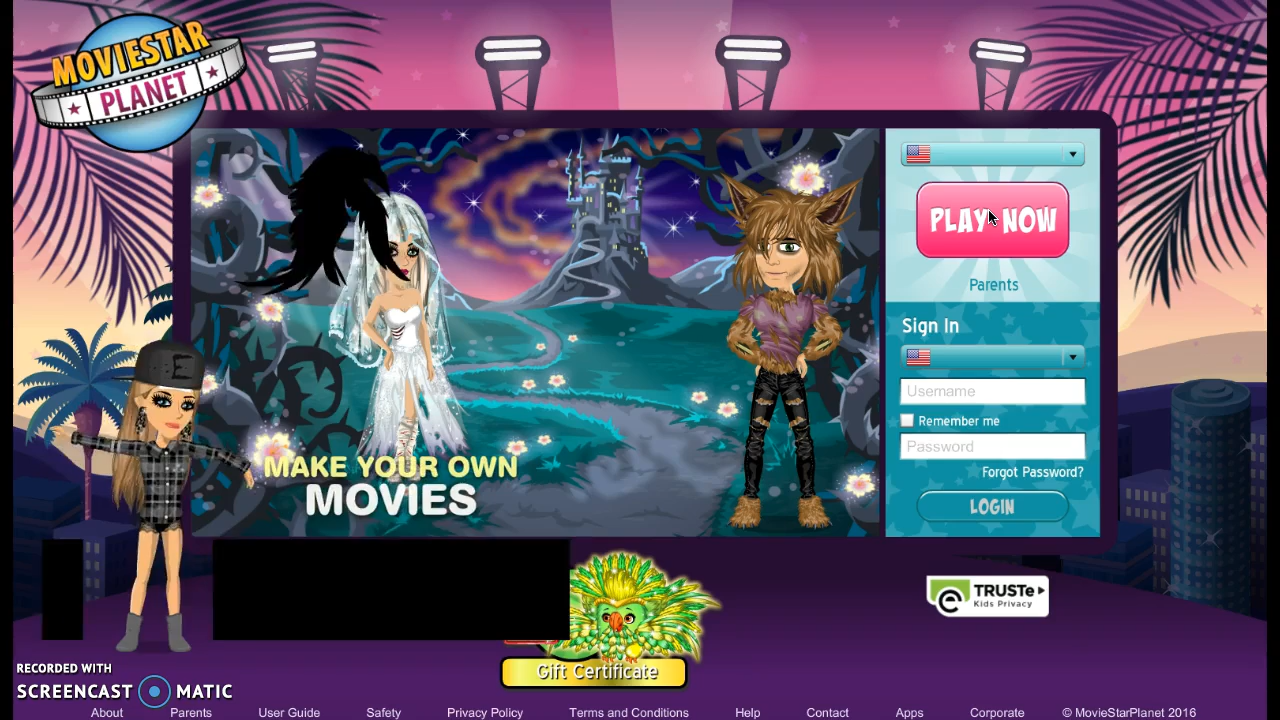 MOVIESTAR
PLANET
PLAY NOW
Parents
Sign In
Username
Remember me
Password
Forgot Password?
LOGIN
MAKE YOUR OWN
MOVIES
E
TRUSTe
Kids Privacy
Gift Certificate
RECORDED WITH
SCREENCAST MATIC
About Parents User Guide Safety Privacy Policy Terms and Conditions Help Contact Apps Corporate © MovieStarPlanet 2016